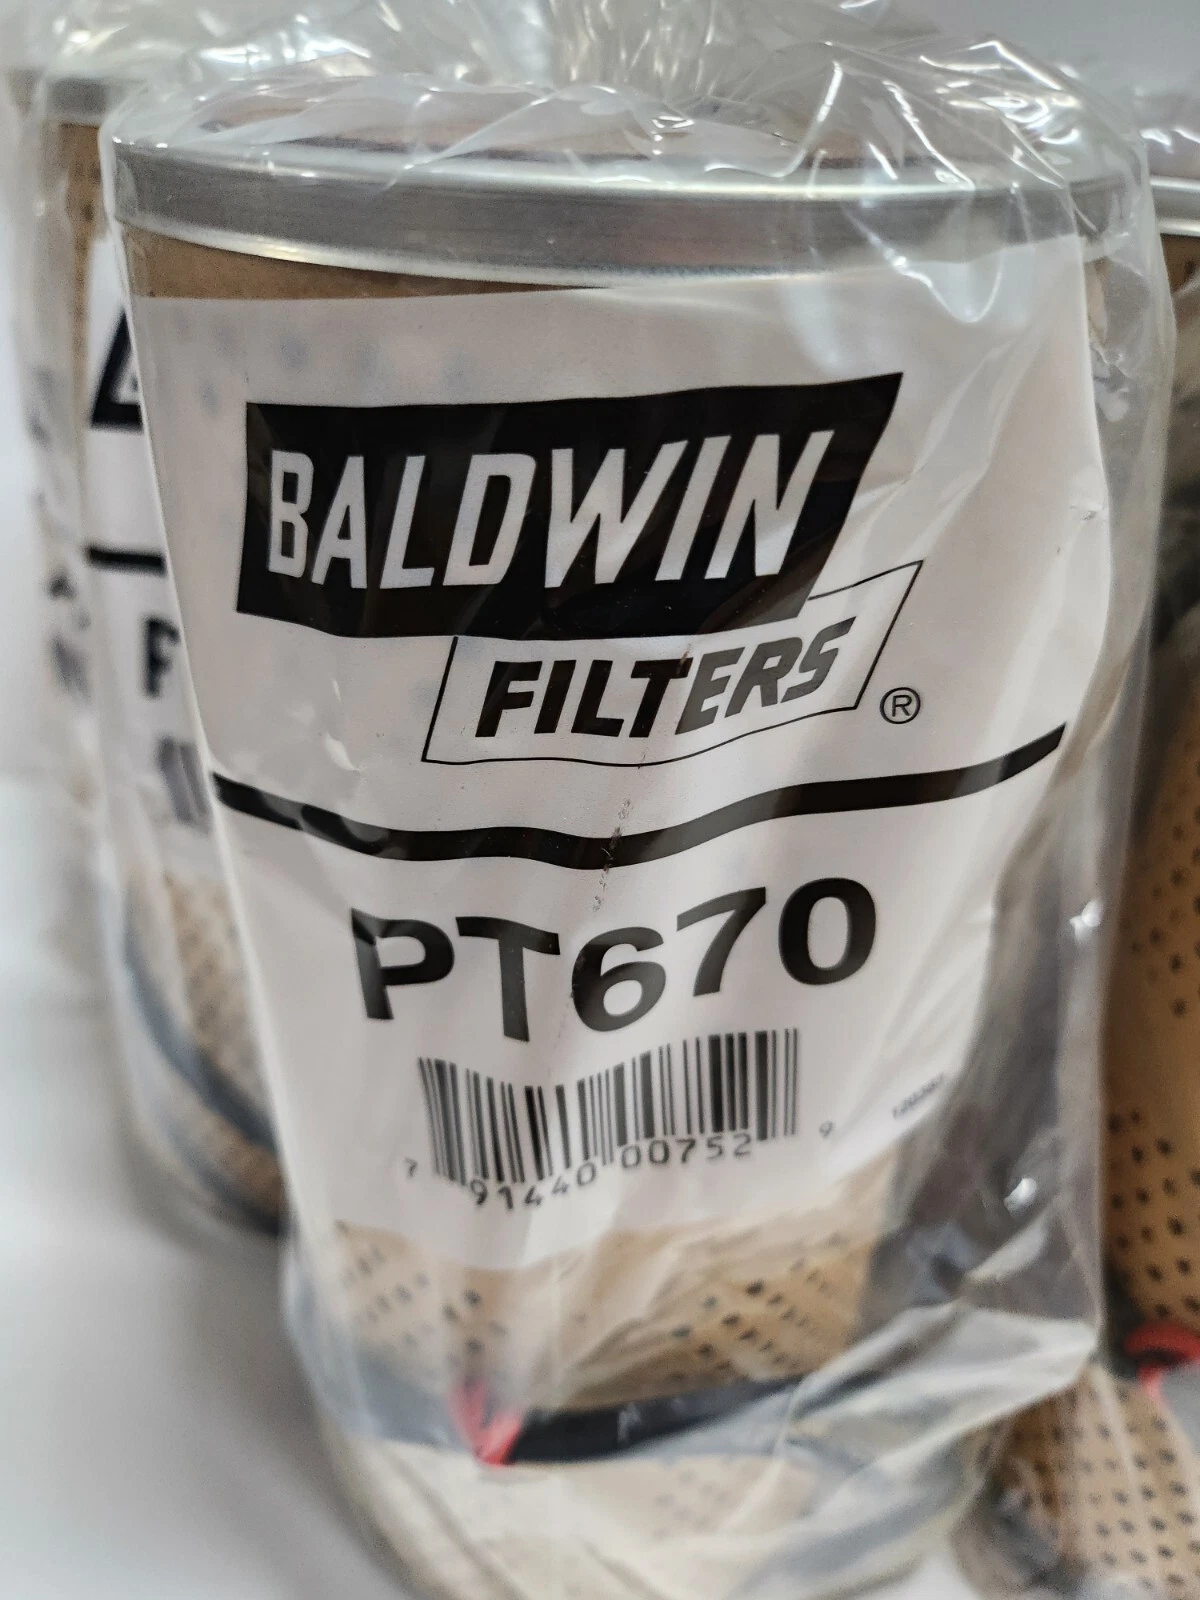 BALDWIN
FILTERS ®
PT670
7 91440 00752 9